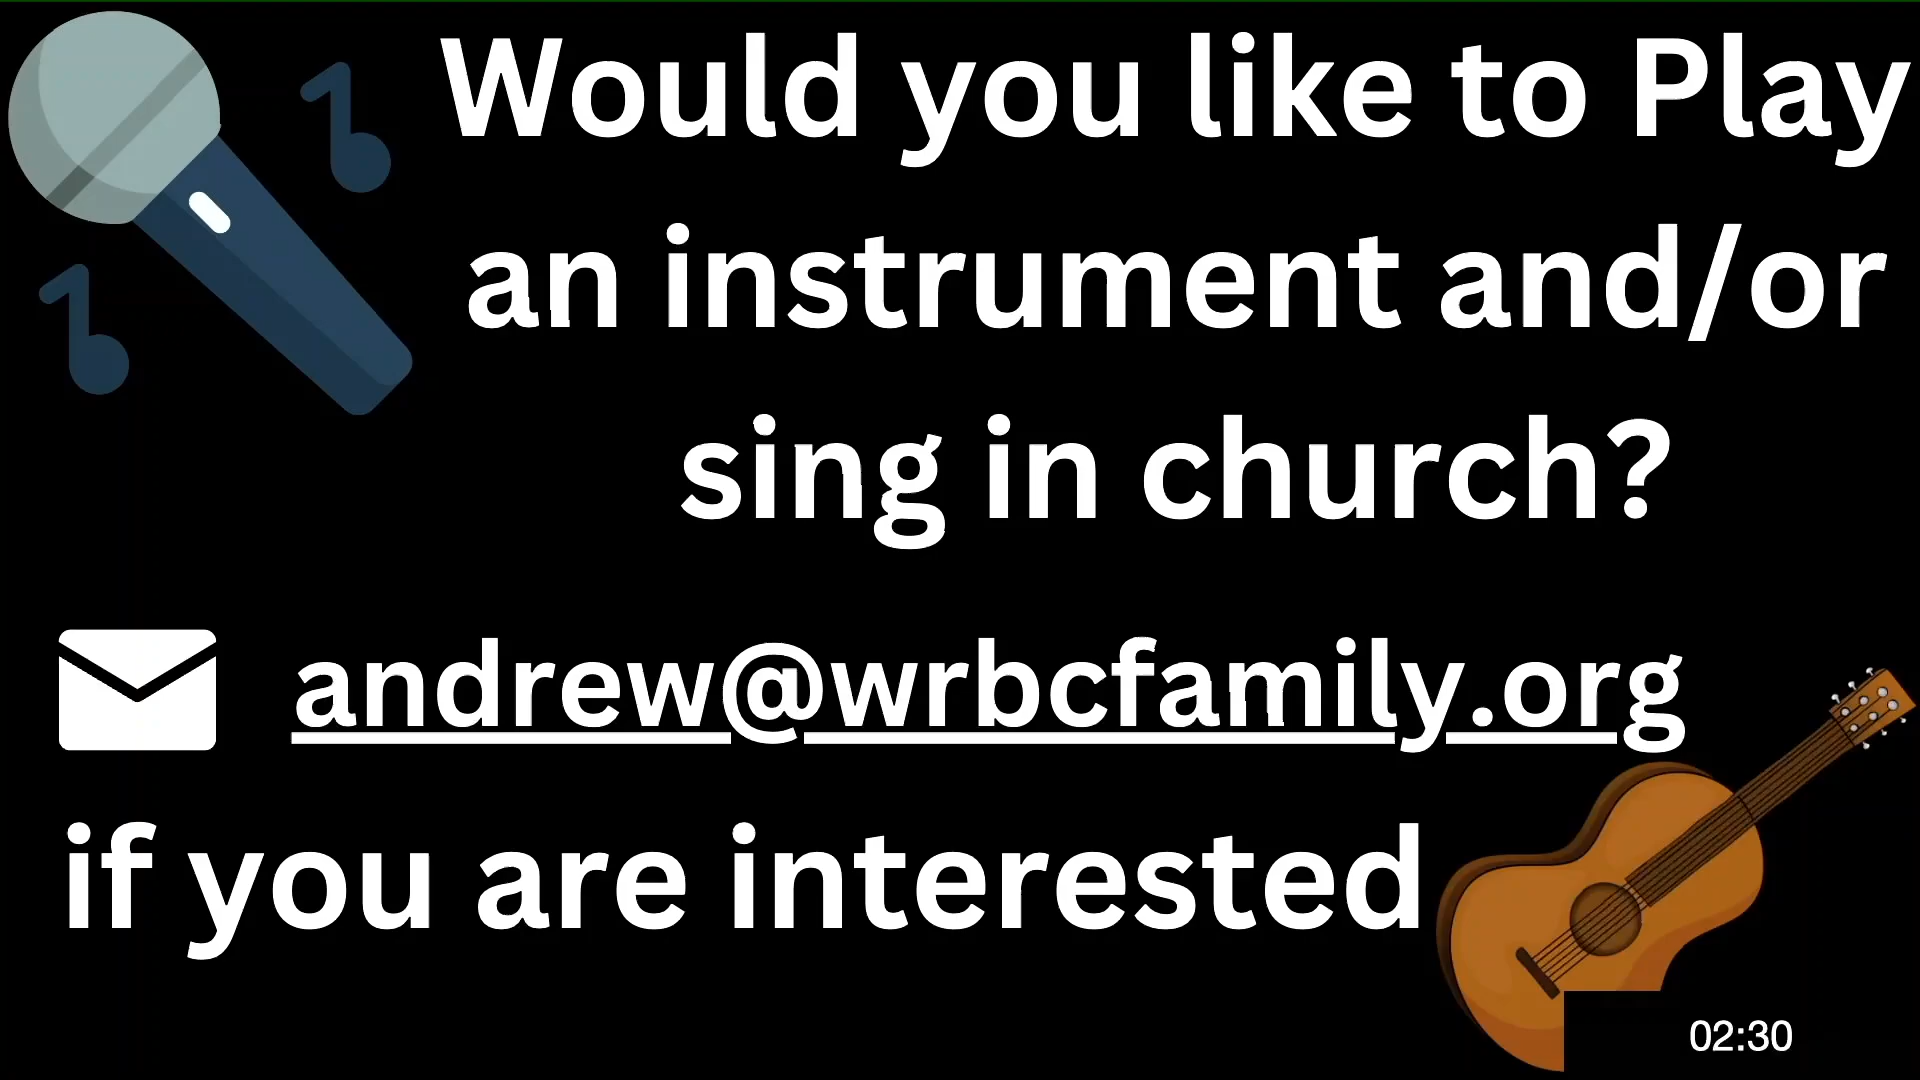 Would you like to Play
an instrument and/or
sing in church?
andrew@wrbcfamily.org
if you are interested
02:30